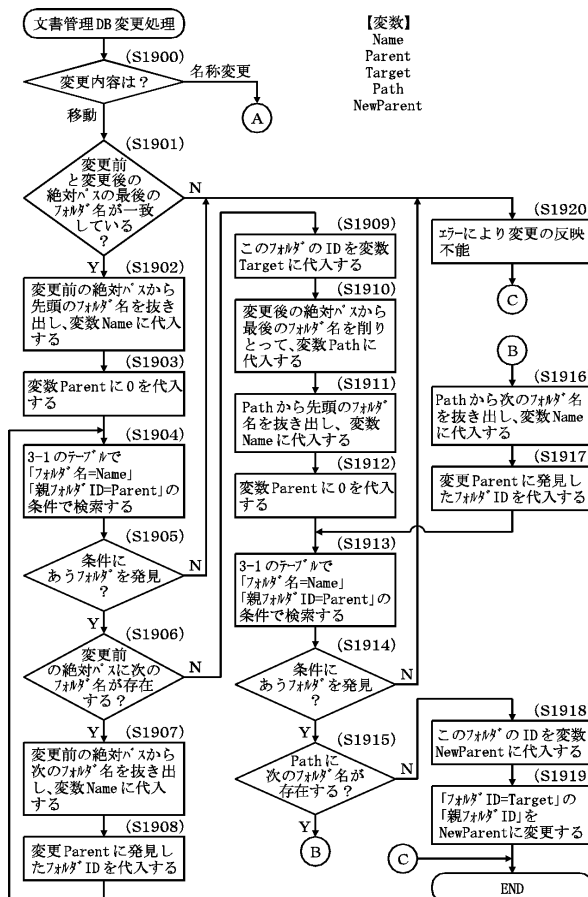 文書管理DB変更処理
【変数】
Name
Parent
Target
Path
NewParent
(S1900)
変更内容は?
名称変更
A
移動
(S1901)
変更前
と変更後の
絶対パスの最後の
フォルダ名が一致
している
?
N
Y
(S1902)
変更前の絶対パスから
先頭のフォルダ名を抜き
出し、変数Nameに代入
する
(S1903)
変数Parentに0を代入
する
(S1904)
3-1のテーブルで
「フォルダ名=Name」
「親フォルダID=Parent」の
条件で検索する
(S1905)
条件に
あうフォルダを発見
?
N
Y
(S1906)
変更前
の絶対パスに次の
フォルダ名が存在
する?
N
Y
(S1907)
変更前の絶対パスから
次のフォルダ名を抜き出
し、変数Nameに代入
する
(S1908)
変更Parentに発見し
たフォルダIDを代入する
(S1909)
このフォルダのIDを変数
Targetに代入する
(S1910)
変更後の絶対パスから
最後のフォルダ名を削り
とって、変数Pathに
代入する
(S1911)
Pathから先頭のフォルダ
名を抜き出し、変数
Nameに代入する
(S1912)
変数Parentに0を代入
する
(S1913)
3-1のテーブルで
「フォルダ名=Name」
「親フォルダID=Parent」の
条件で検索する
(S1914)
条件に
あうフォルダを発見
?
N
Y
(S1915)
Pathに
次のフォルダ名が
存在する?
N
Y
B
(S1920)
エラーにより変更の反映
不能
C
B
(S1916)
Pathから次のフォルダ名
を抜き出し、変数Name
に代入する
(S1917)
変更Parentに発見し
たフォルダIDを代入する
(S1918)
このフォルダのIDを変数
NewParentに代入する
(S1919)
「フォルダID=Target」の
「親フォルダID」を
NewParentに変更する
C
END